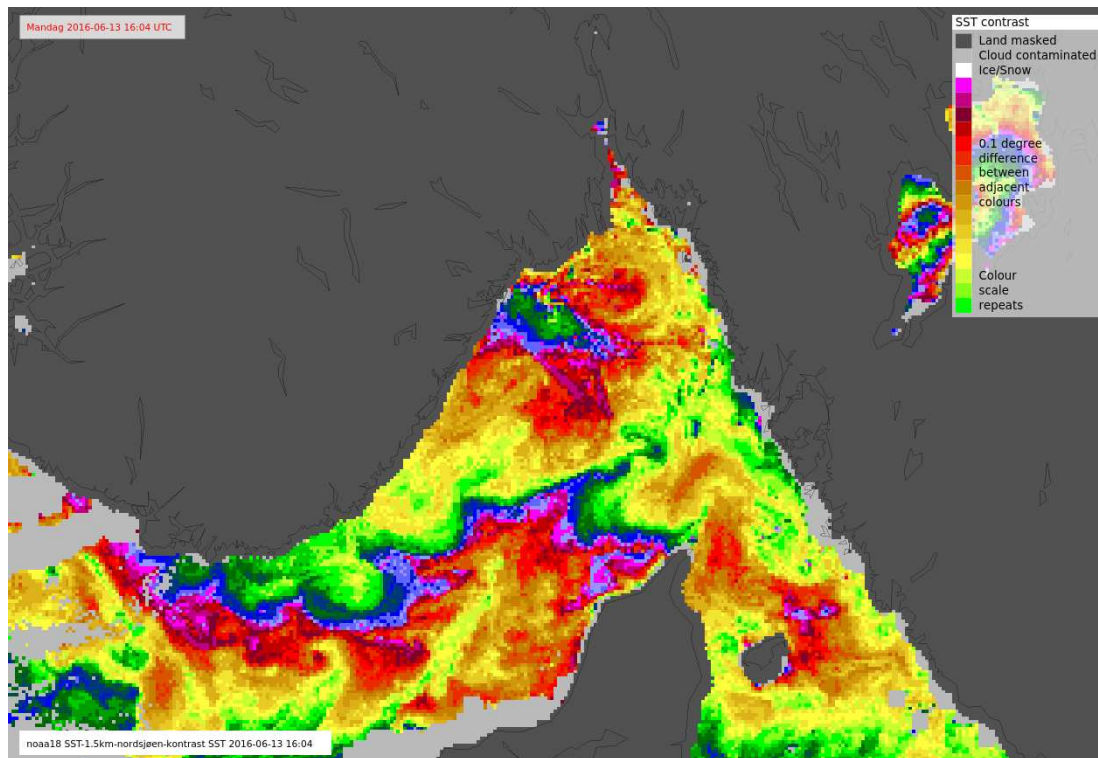 Mandag 2016-06-13 16:04 UTC
SST contrast
Land masked
Cloud contaminated
Ice/Snow
0.1 degree
difference
between
adjacent
colours
Colour
scale
repeats
noaa18 SST-1.5km-nordsjøen-kontrast SST 2016-06-13 16:04